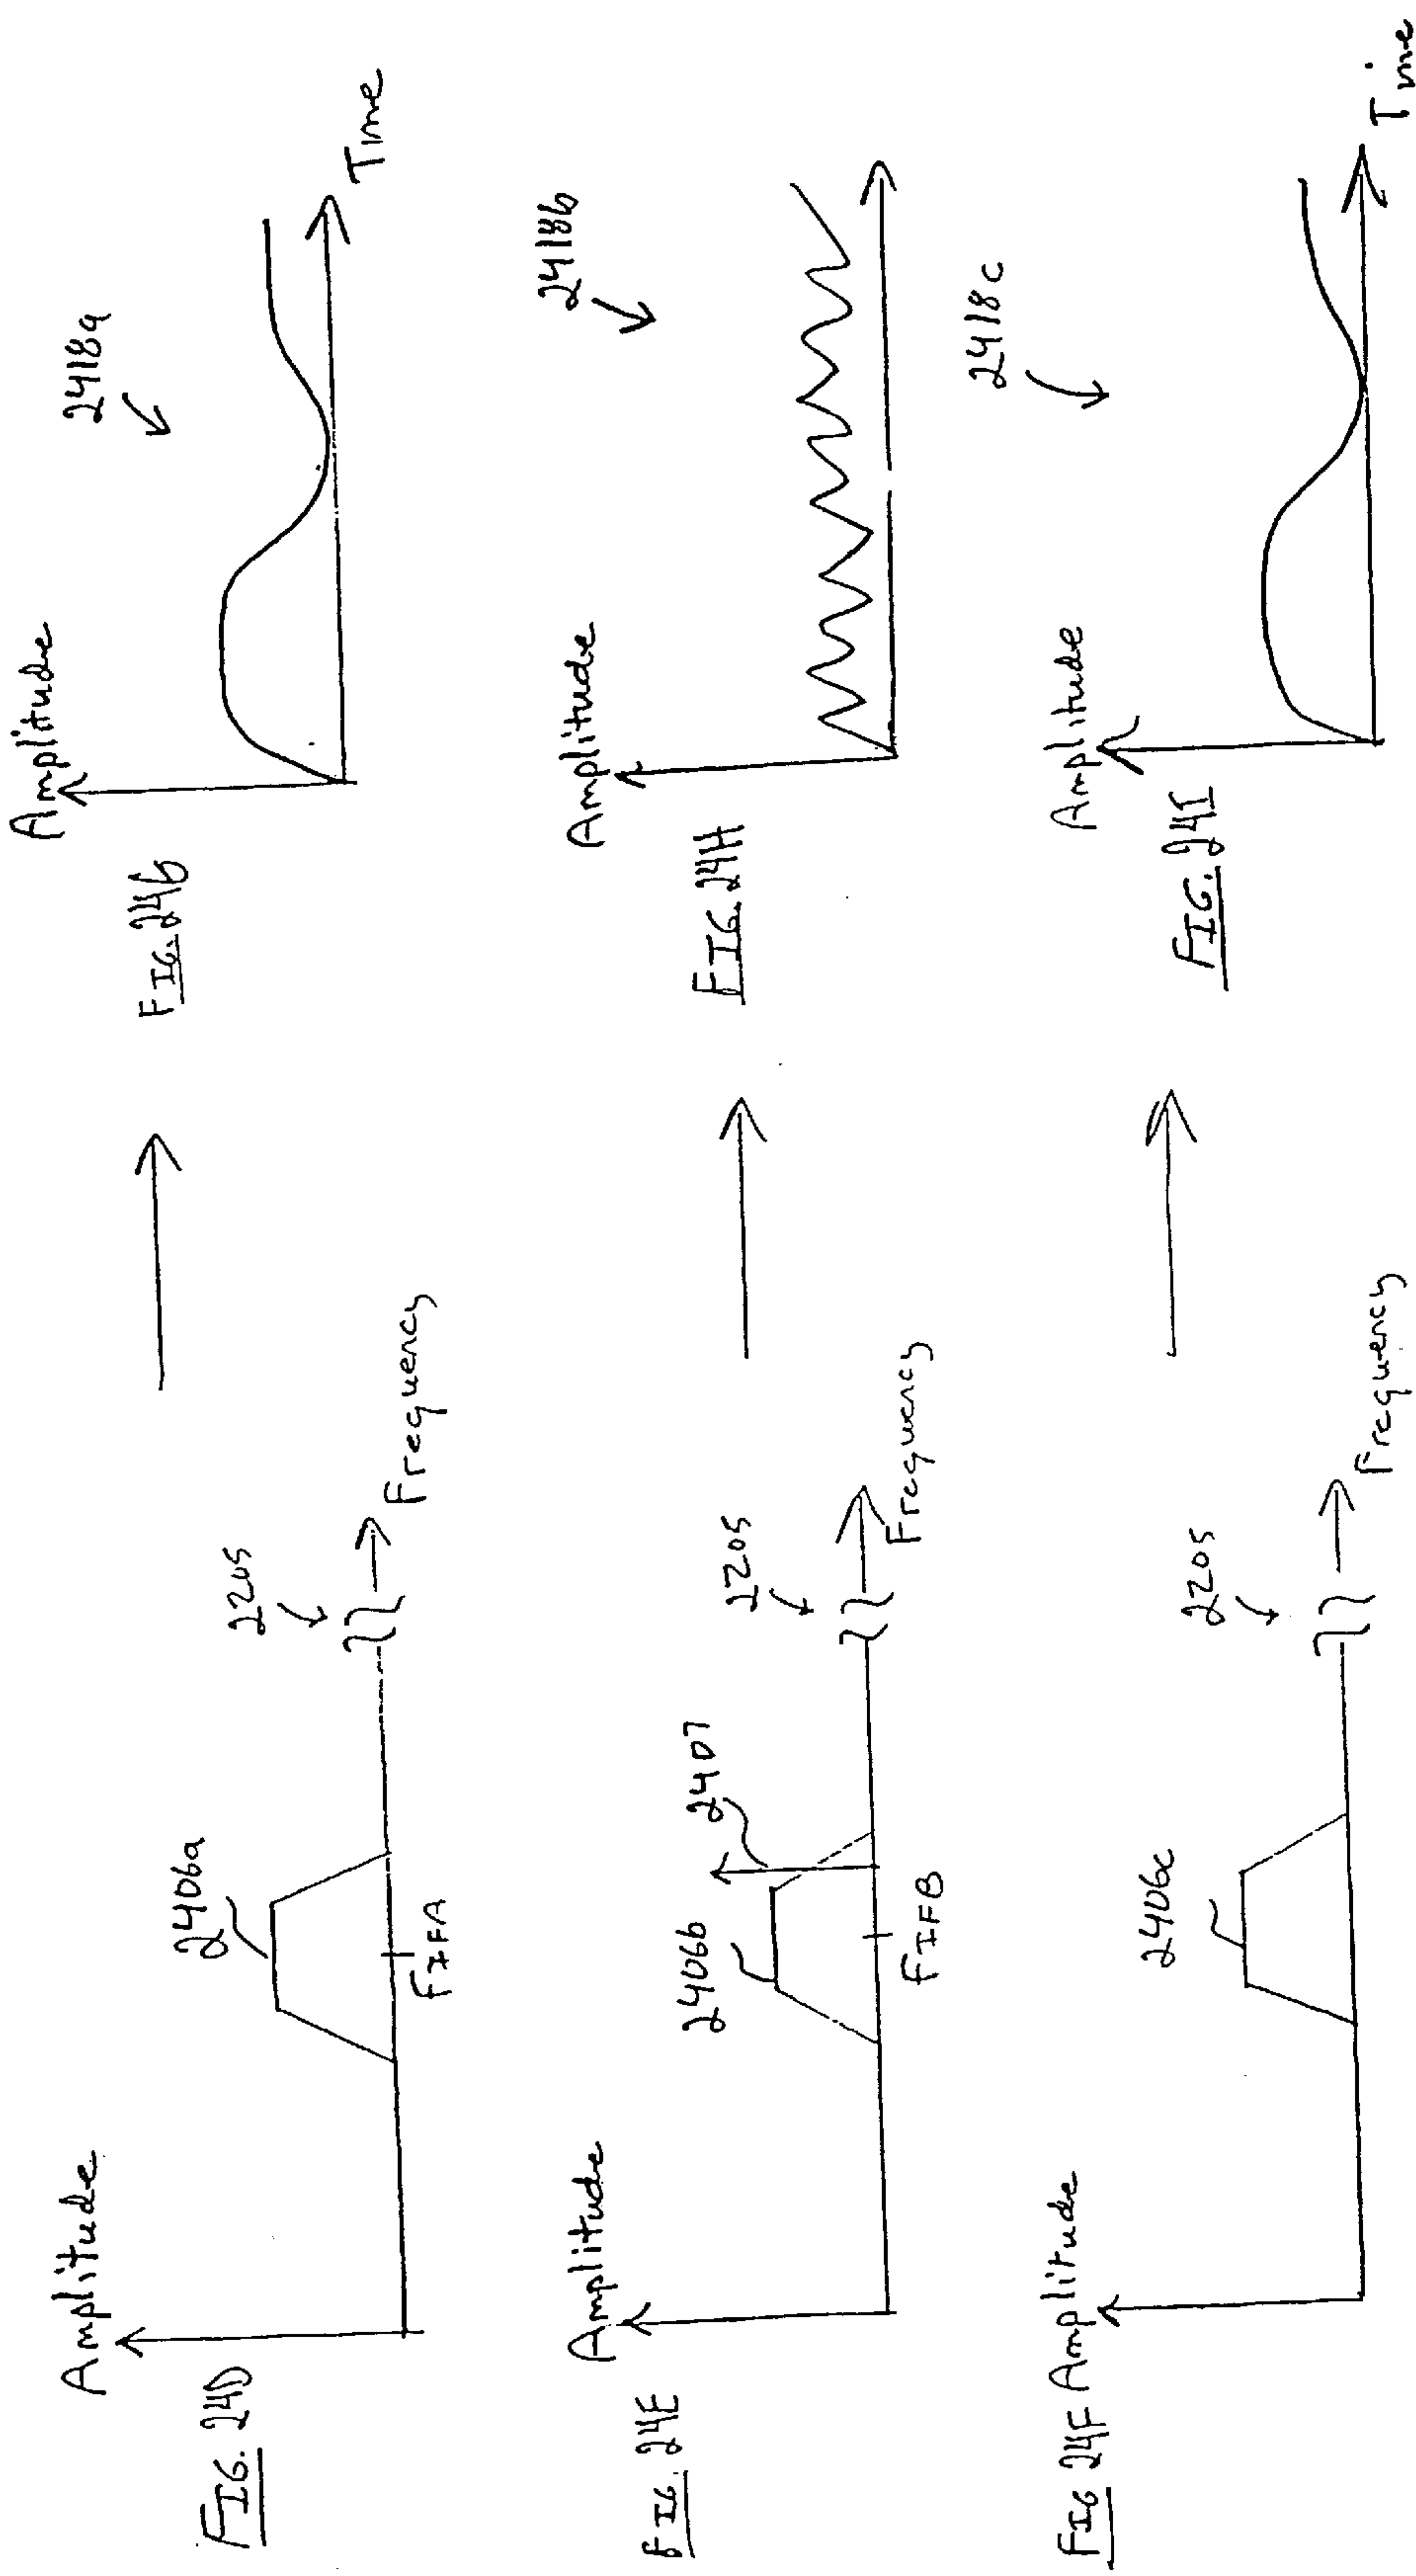 FIG. 24D
Amplitude
2406a
FIFA
2205
Frequency
FIG. 24G
Amplitude
2418a
Time
FIG. 24E
Amplitude
2406b
2407
FIFB
2205
Frequency
FIG. 24H
Amplitude
2418b
FIG 24F
Amplitude
2406c
2205
Frequency
FIG. 24I
Amplitude
2418c
Time